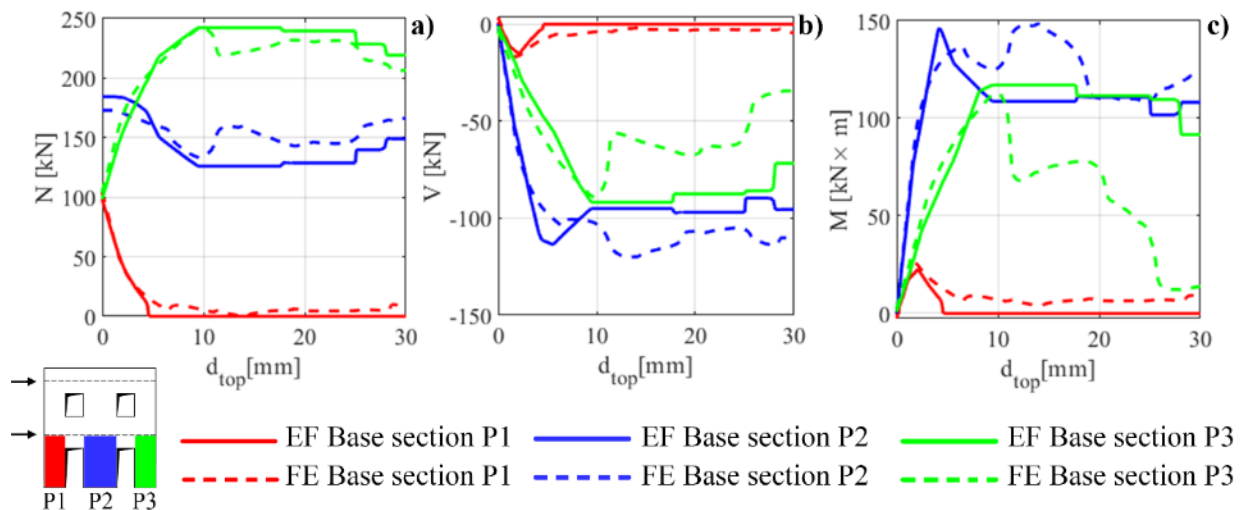 250
200
150
100
50
0
N [kN]
0 10 20 30
d_top[mm]
a)
0
-50
-100
-150
V [kN]
0 10 20 30
d_top[mm]
b)
150
100
50
0
M [kN× m]
0 10 20 30
d_top[mm]
c)
P1 P2 P3
EF Base section P1 EF Base section P2 EF Base section P3
FE Base section P1 FE Base section P2 FE Base section P3